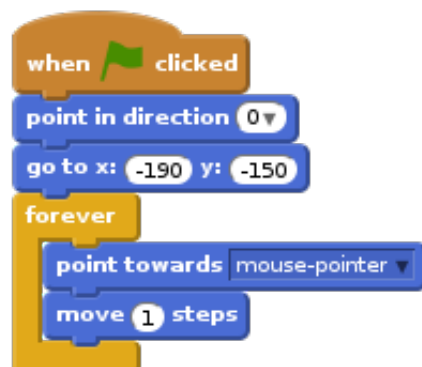 when clicked
point in direction 0
go to x: -190 y: -150
forever
point towards mouse-pointer
move 1 steps